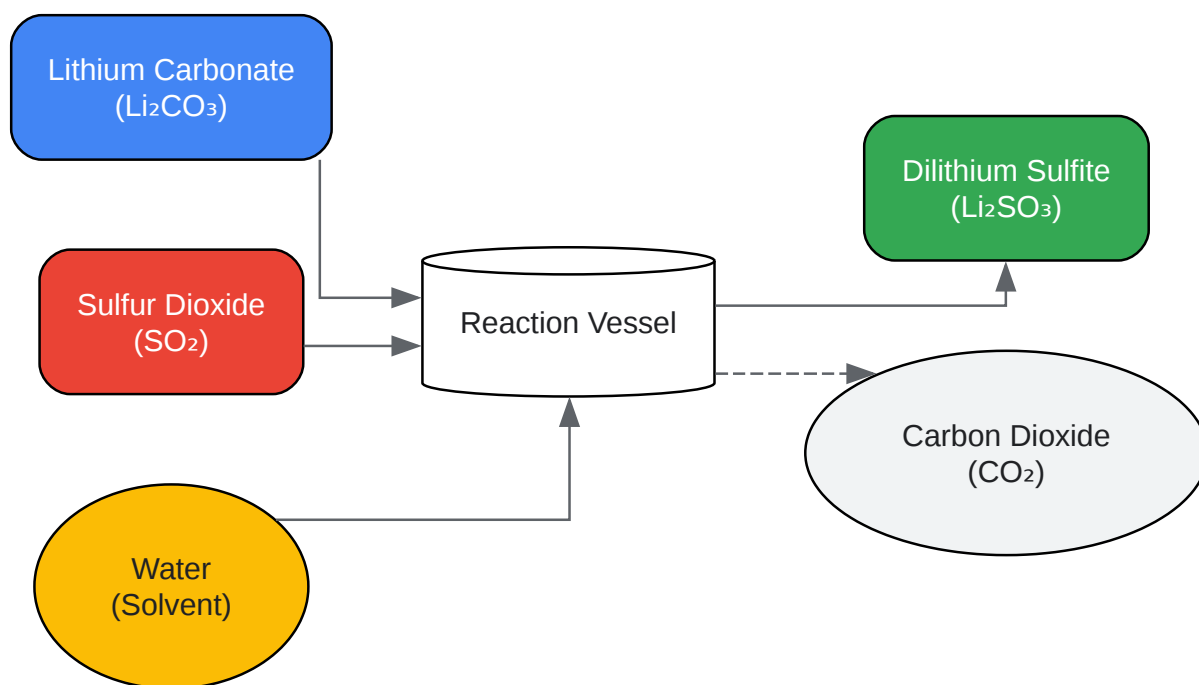 Lithium Carbonate
(Li₂CO₃)
Sulfur Dioxide
(SO₂)
Water
(Solvent)
Reaction Vessel
Dilithium Sulfite
(Li₂SO₃)
Carbon Dioxide
(CO₂)